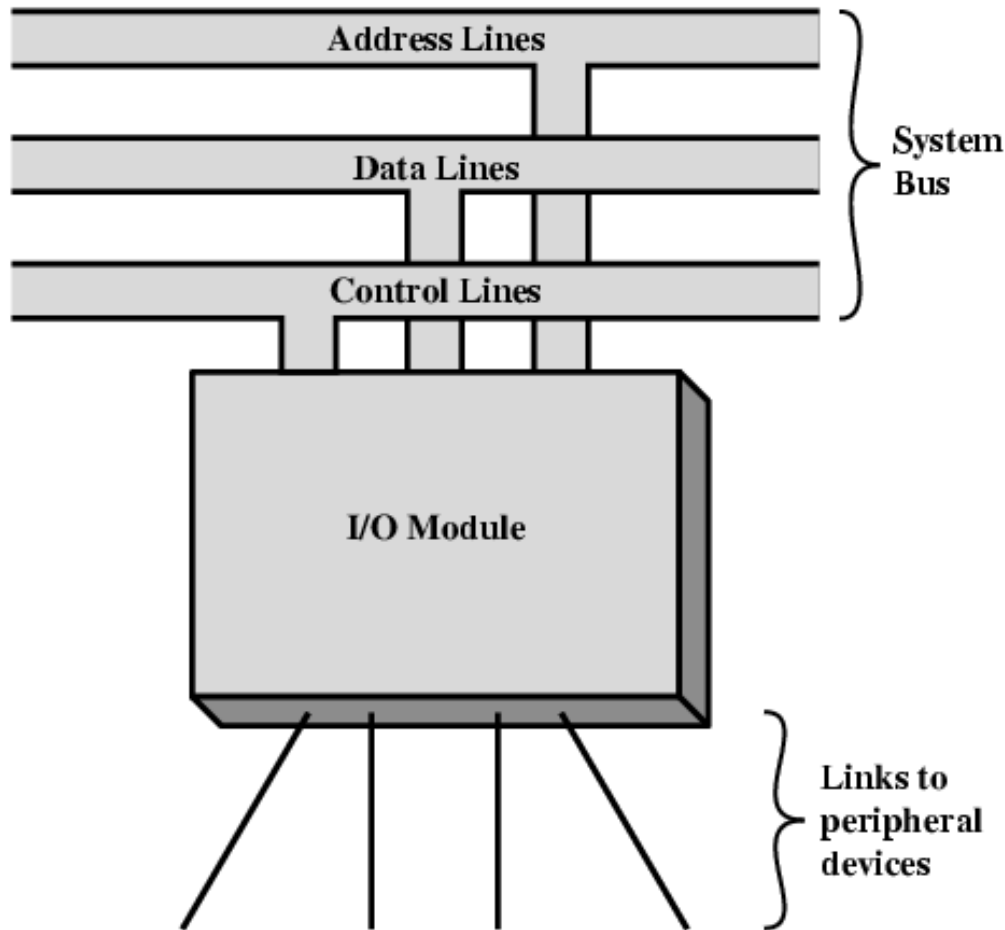 Address Lines
Data Lines
Control Lines
System
Bus
I/O Module
Links to
peripheral
devices